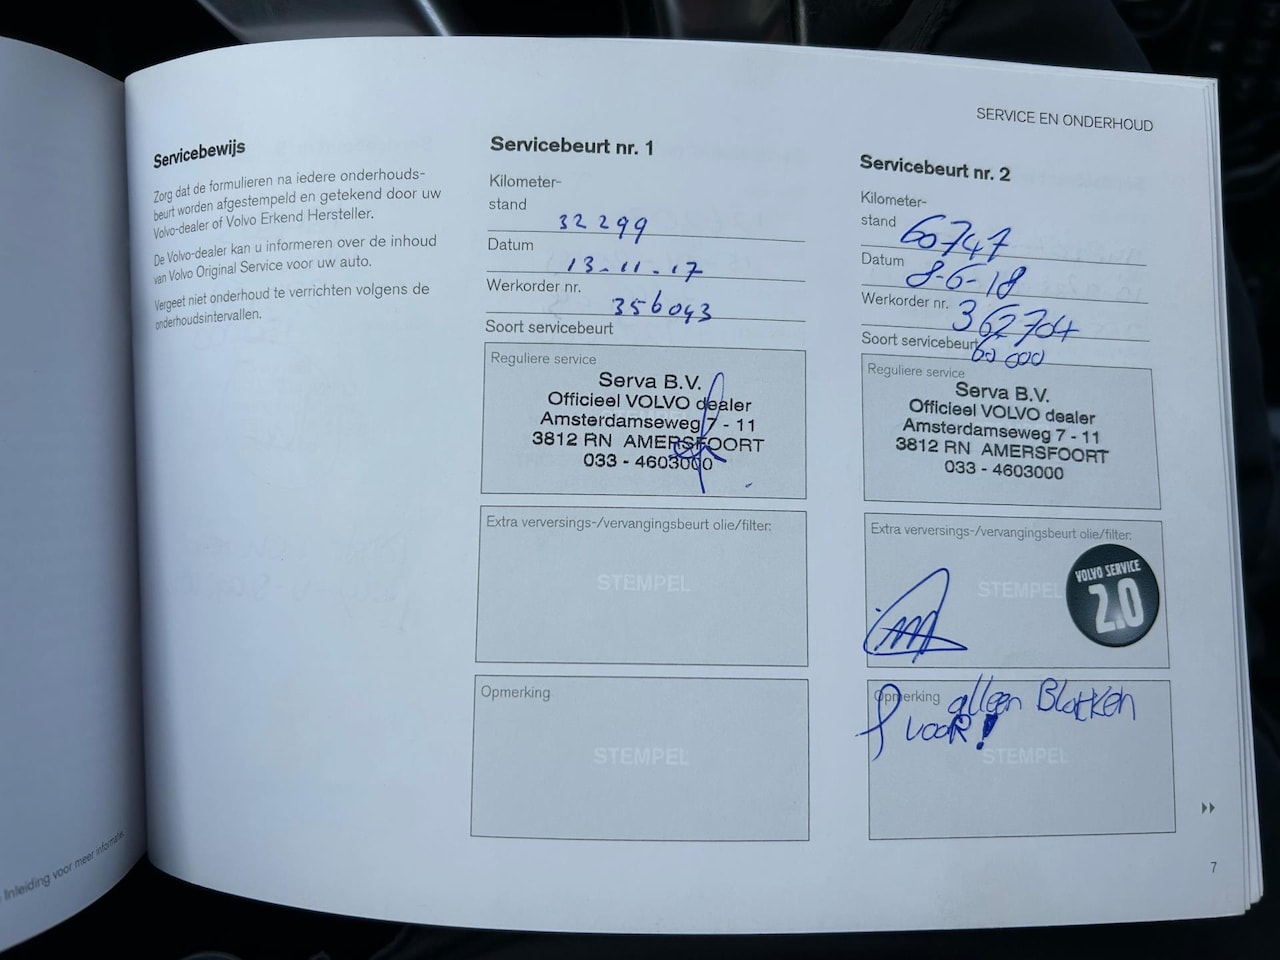 SERVICE EN ONDERHOUD
Servicebewijs
Zorg dat de formulieren na iedere onderhouds-
beurt worden afgestempeld en getekend door uw
Volvo-dealer of Volvo Erkend Hersteller.
De Volvo-dealer kan u informeren over de inhoud
van Volvo Original Service voor uw auto.
Vergeet niet onderhoud te verrichten volgens de
onderhoudsintervallen.
Servicebeurt nr. 1
Kilometer-
stand
32299
Datum
13-11-17
Werkorder nr.
356093
Soort servicebeurt
Reguliere service
Serva B.V.
Officieel VOLVO dealer
Amsterdamseweg 7 - 11
3812 RN AMERSFOORT
033 - 4603000
Extra verversings-/vervangingsbeurt olie/filter:
STEMPEL
Opmerking
STEMPEL
Servicebeurt nr. 2
Kilometer-
stand
60747
Datum
8-6-18
Werkorder nr.
362704
Soort servicebeurt
60 000
Reguliere service
Serva B.V.
Officieel VOLVO dealer
Amsterdamseweg 7 - 11
3812 RN AMERSFOORT
033 - 4603000
Extra verversings-/vervangingsbeurt olie/filter:
STEMPEL
VOLVO SERVICE
2.0
Opmerking
alleen Blokken
voor!
STEMPEL
7
Inleiding voor meer informatie